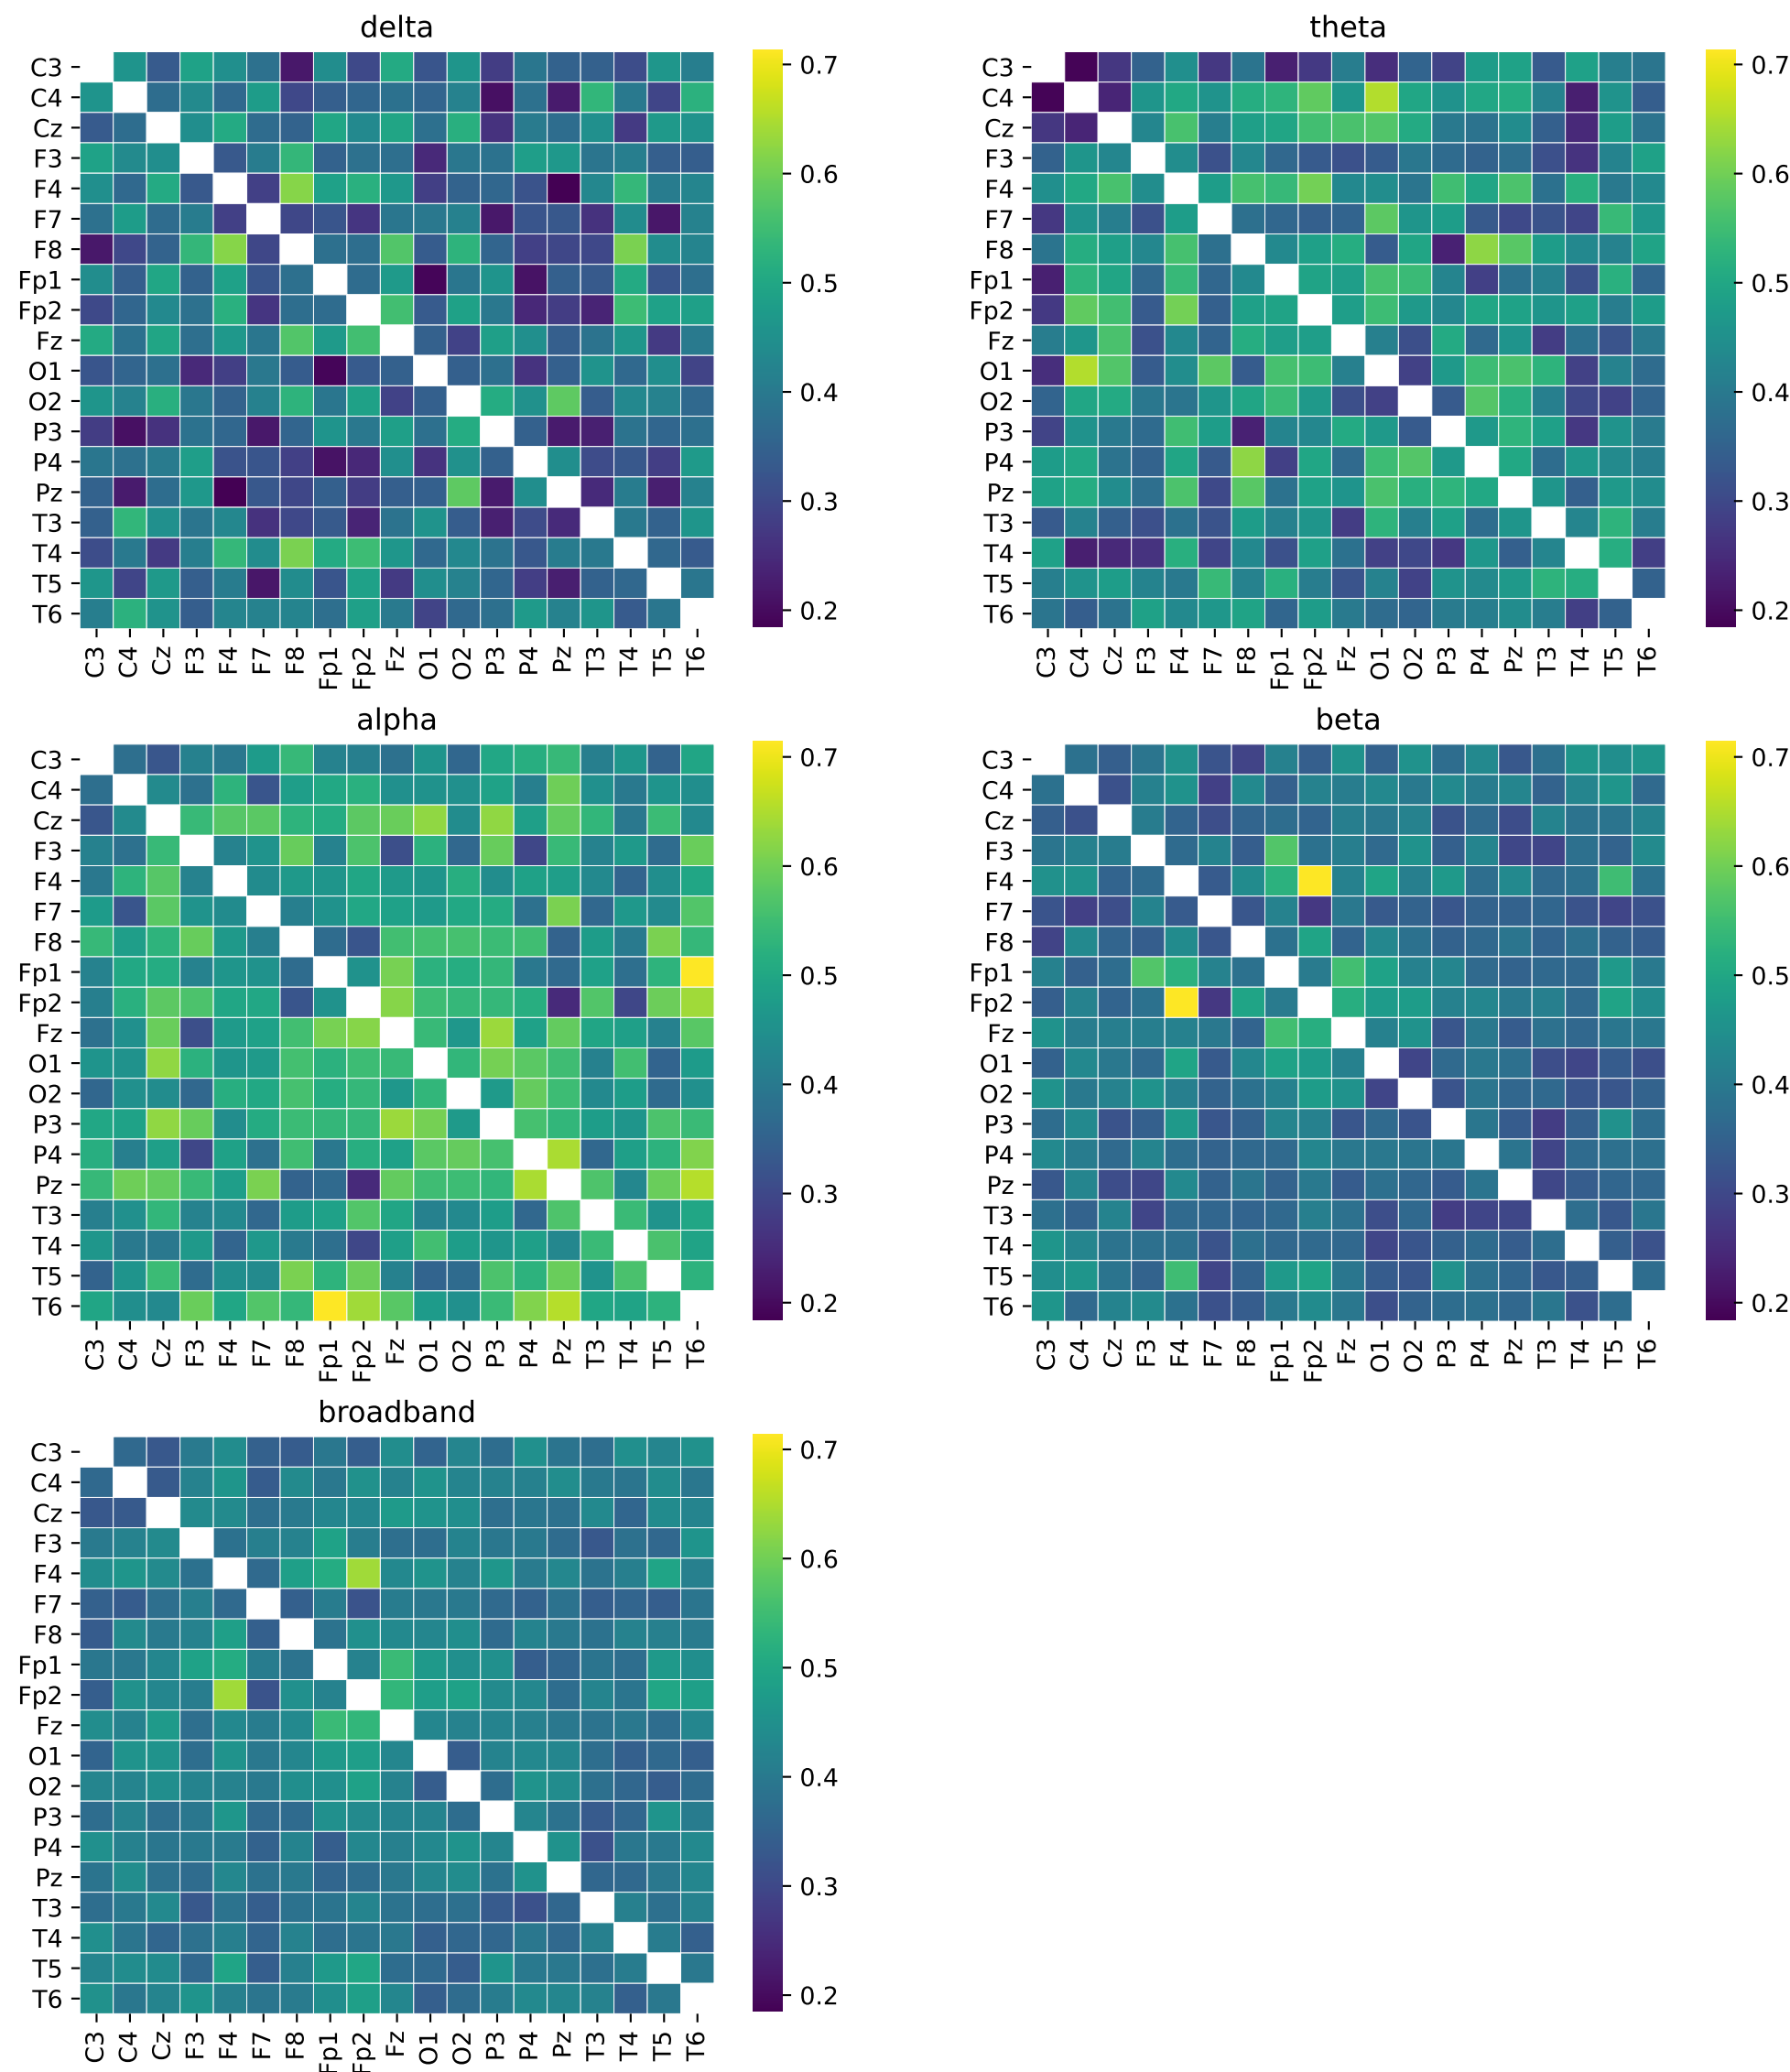 delta
theta
C3
C4
Cz
F3
F4
F7
F8
Fp1
Fp2
Fz
O1
O2
P3
P4
Pz
T3
T4
T5
T6
C3 C4 Cz F3 F4 F7 F8 Fp1 Fp2 Fz O1 O2 P3 P4 Pz T3 T4 T5 T6
0.7
0.6
0.5
0.4
0.3
0.2
C3
C4
Cz
F3
F4
F7
F8
Fp1
Fp2
Fz
O1
O2
P3
P4
Pz
T3
T4
T5
T6
C3 C4 Cz F3 F4 F7 F8 Fp1 Fp2 Fz O1 O2 P3 P4 Pz T3 T4 T5 T6
0.7
0.6
0.5
0.4
0.3
0.2
alpha
beta
C3
C4
Cz
F3
F4
F7
F8
Fp1
Fp2
Fz
O1
O2
P3
P4
Pz
T3
T4
T5
T6
C3 C4 Cz F3 F4 F7 F8 Fp1 Fp2 Fz O1 O2 P3 P4 Pz T3 T4 T5 T6
0.7
0.6
0.5
0.4
0.3
0.2
C3
C4
Cz
F3
F4
F7
F8
Fp1
Fp2
Fz
O1
O2
P3
P4
Pz
T3
T4
T5
T6
C3 C4 Cz F3 F4 F7 F8 Fp1 Fp2 Fz O1 O2 P3 P4 Pz T3 T4 T5 T6
0.7
0.6
0.5
0.4
0.3
0.2
broadband
C3
C4
Cz
F3
F4
F7
F8
Fp1
Fp2
Fz
O1
O2
P3
P4
Pz
T3
T4
T5
T6
C3 C4 Cz F3 F4 F7 F8 Fp1 Fp2 Fz O1 O2 P3 P4 Pz T3 T4 T5 T6
0.7
0.6
0.5
0.4
0.3
0.2